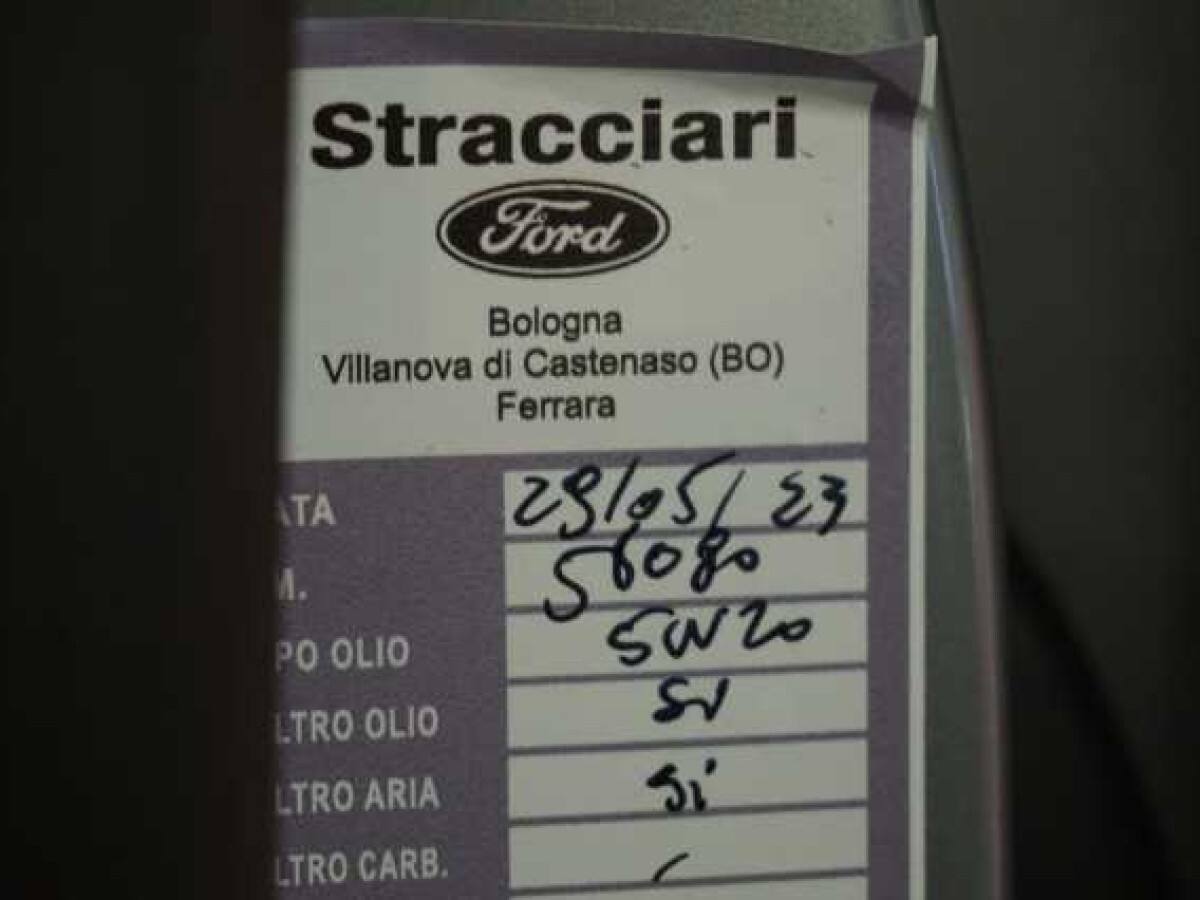 Stracciari
Ford
Bologna
Villanova di Castenaso (BO)
Ferrara
ATA 29/05/23
M. 56080
PO OLIO 5W20
LTRO OLIO SI
LTRO ARIA Si
LTRO CARB.